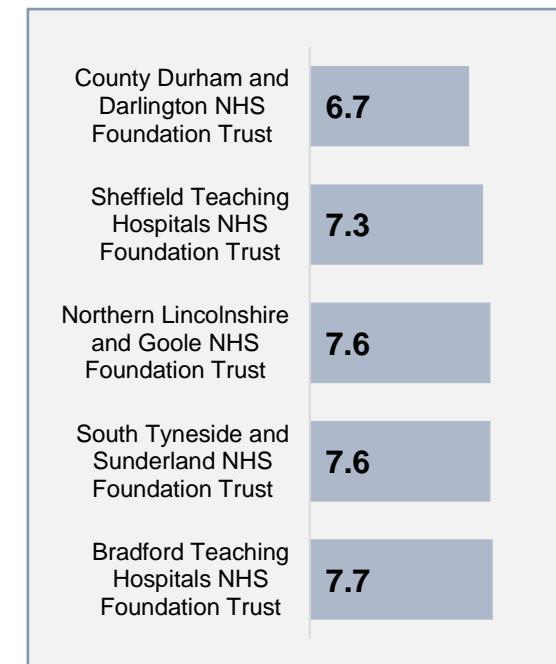 County Durham and
Darlington NHS
Foundation Trust
6.7
Sheffield Teaching
Hospitals NHS
Foundation Trust
7.3
Northern Lincolnshire
and Goole NHS
Foundation Trust
7.6
South Tyneside and
Sunderland NHS
Foundation Trust
7.6
Bradford Teaching
Hospitals NHS
Foundation Trust
7.7